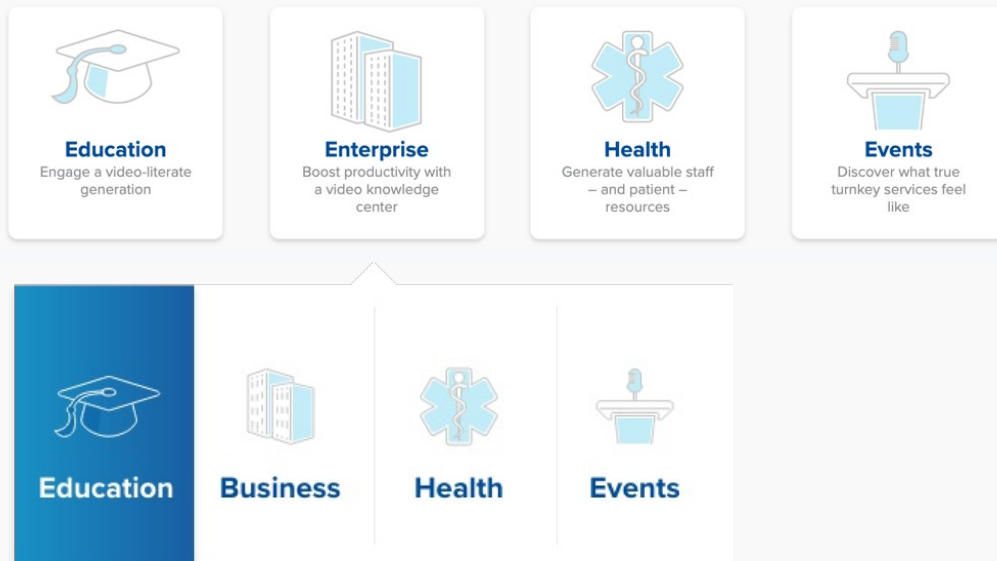 Education
Engage a video-literate
generation
Enterprise
Boost productivity with
a video knowledge
center
Health
Generate valuable staff
– and patient –
resources
Events
Discover what true
turnkey services feel
like
Education
Business
Health
Events